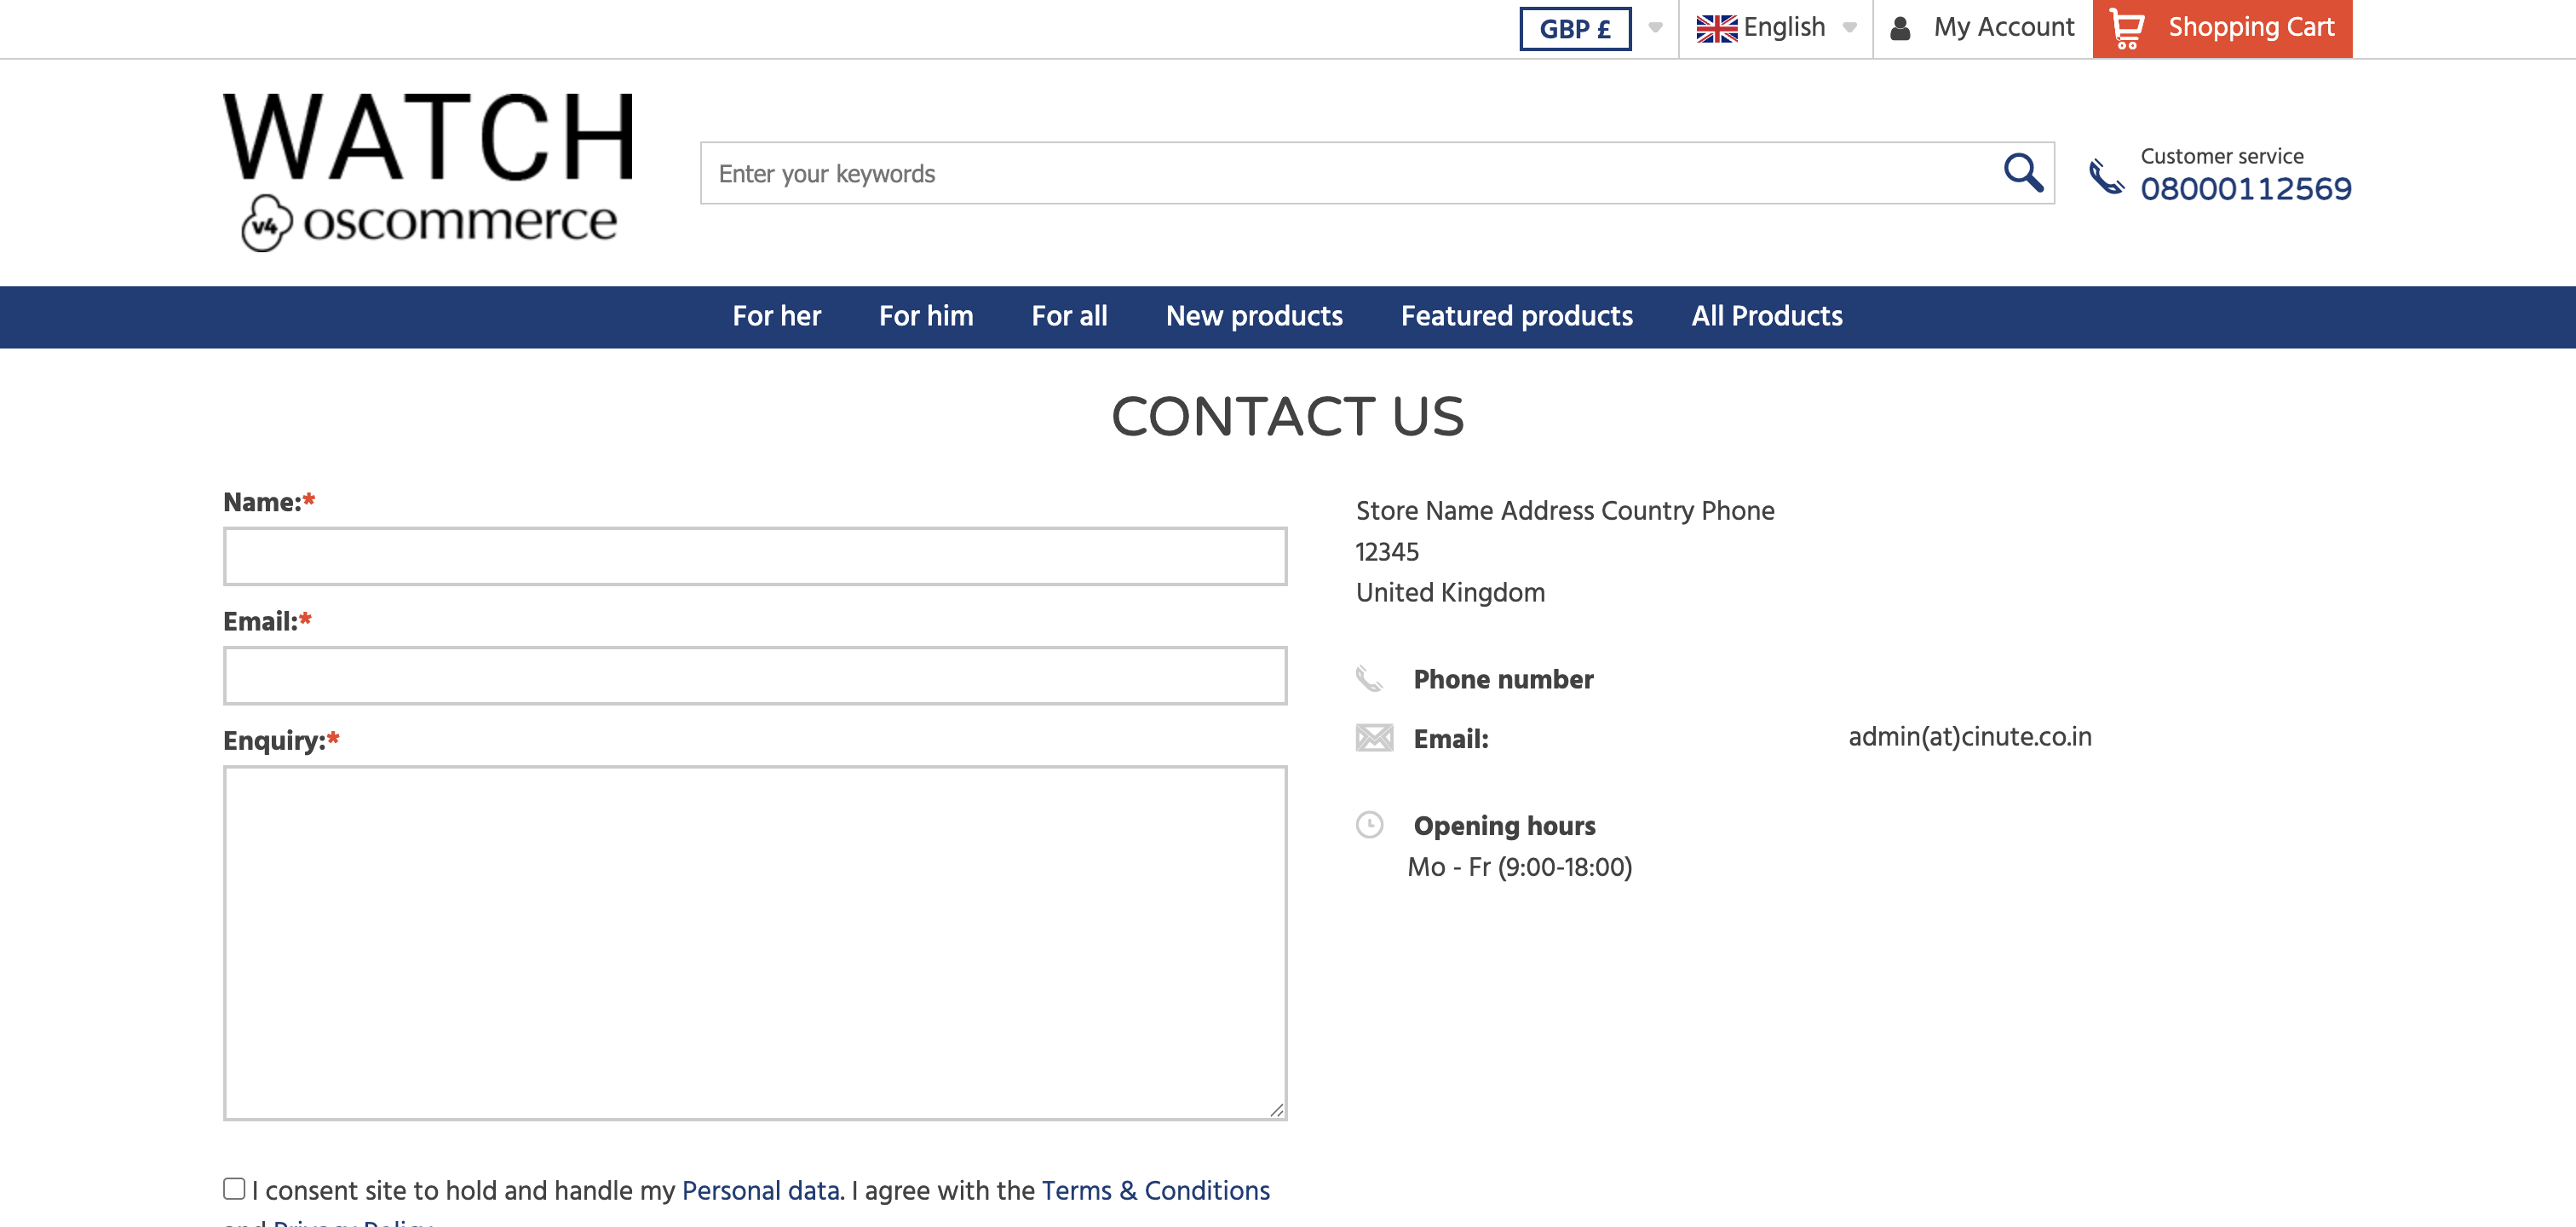 GBP £
English
My Account
Shopping Cart
WATCH
v4 oscommerce
Enter your keywords
Customer service
08000112569
For her
For him
For all
New products
Featured products
All Products
CONTACT US
Name:*
Email:*
Enquiry:*
I consent site to hold and handle my Personal data. I agree with the Terms & Conditions
and Privacy Policy
Store Name Address Country Phone
12345
United Kingdom
Phone number
Email: admin(at)cinute.co.in
Opening hours
Mo - Fr (9:00-18:00)